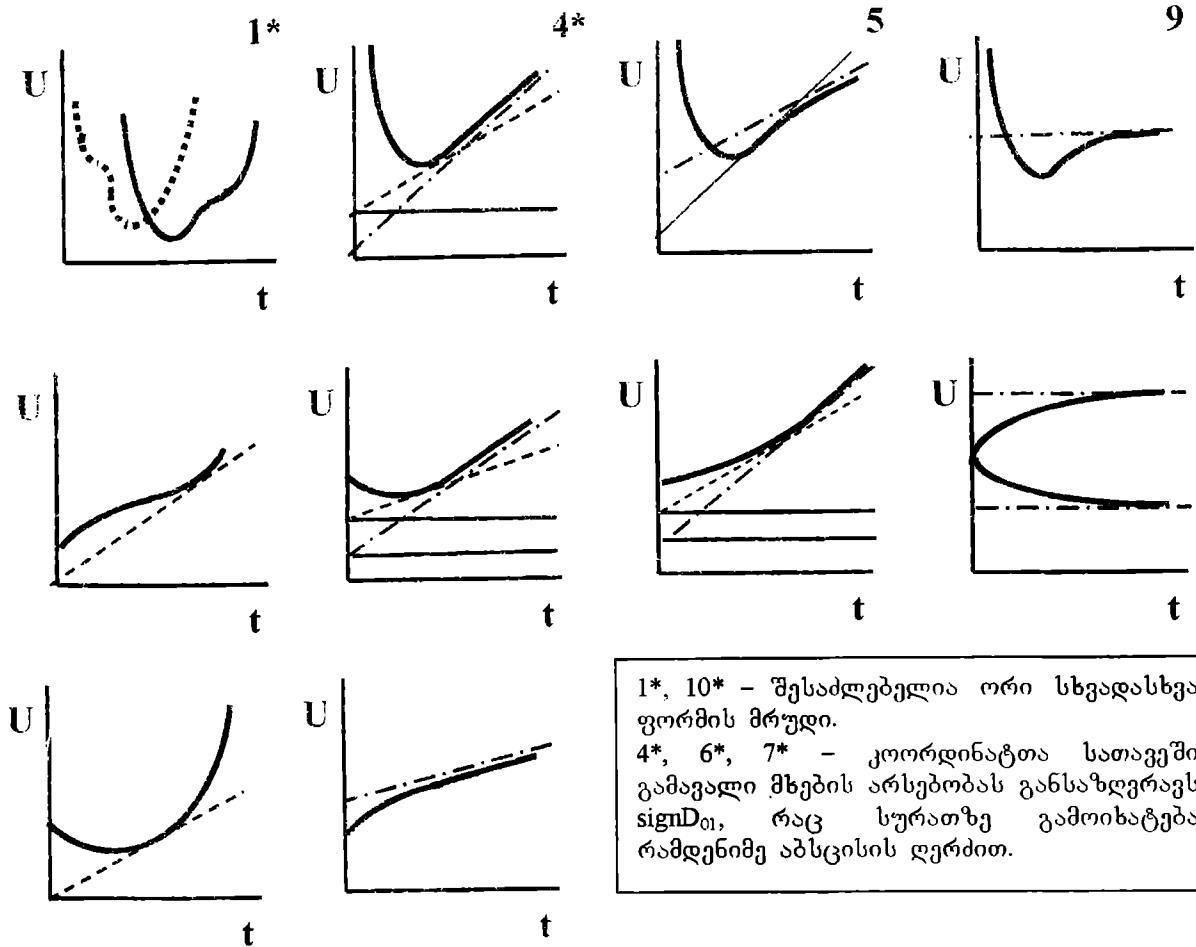 1* 4* 5 9
U U U U
t t t t
U U U U
t t t t
U U
t t
1*, 10* – შესაძლებელია ორი სხვადასხვა
ფორმის მრუდი.
4*, 6*, 7* – კოორდინატთა სათავეში
გამავალი მხების არსებობას განსაზღვრავს
signD₀₁, რაც სურათზე გამოიხატება
რამდენიმე აბსცისის ღერძით.